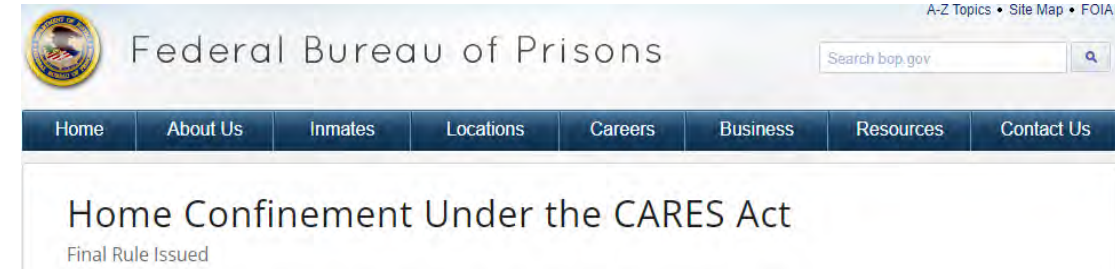 A-Z Topics • Site Map • FOIA
Federal Bureau of Prisons
Search bop.gov
Home About Us Inmates Locations Careers Business Resources Contact Us
Home Confinement Under the CARES Act
Final Rule Issued